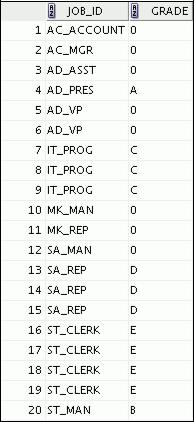 JOB_ID GRADE
1 AC_ACCOUNT 0
2 AC_MGR 0
3 AD_ASST 0
4 AD_PRES A
5 AD_VP 0
6 AD_VP 0
7 IT_PROG C
8 IT_PROG C
9 IT_PROG C
10 MK_MAN 0
11 MK_REP 0
12 SA_MAN 0
13 SA_REP D
14 SA_REP D
15 SA_REP D
16 ST_CLERK E
17 ST_CLERK E
18 ST_CLERK E
19 ST_CLERK E
20 ST_MAN B